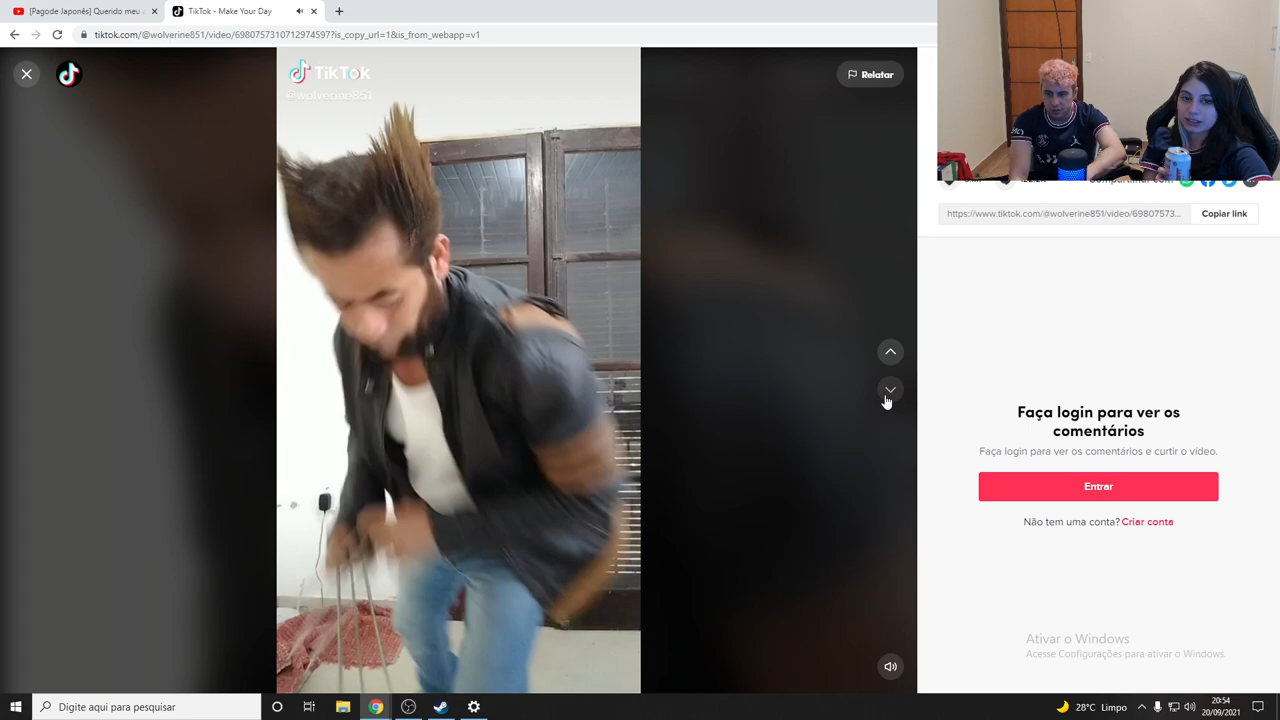 [Pagode Japonês] Querido meu a
TikTok - Make Your Day
tiktok.com/@wolverine851/video/6980757310712974597?is_copy_url=1&is_from_webapp=v1
TikTok
@wolverine851
Relatar
https://www.tiktok.com/@wolverine851/video/69807573...
Copiar link
Faça login para ver os
comentários
Faça login para ver os comentários e curtir o vídeo.
Entrar
Não tem uma conta? Criar conta
Ativar o Windows
Acesse Configurações para ativar o Windows.
Digite aqui para pesquisar
28°C Limpo
20:54
20/09/2021